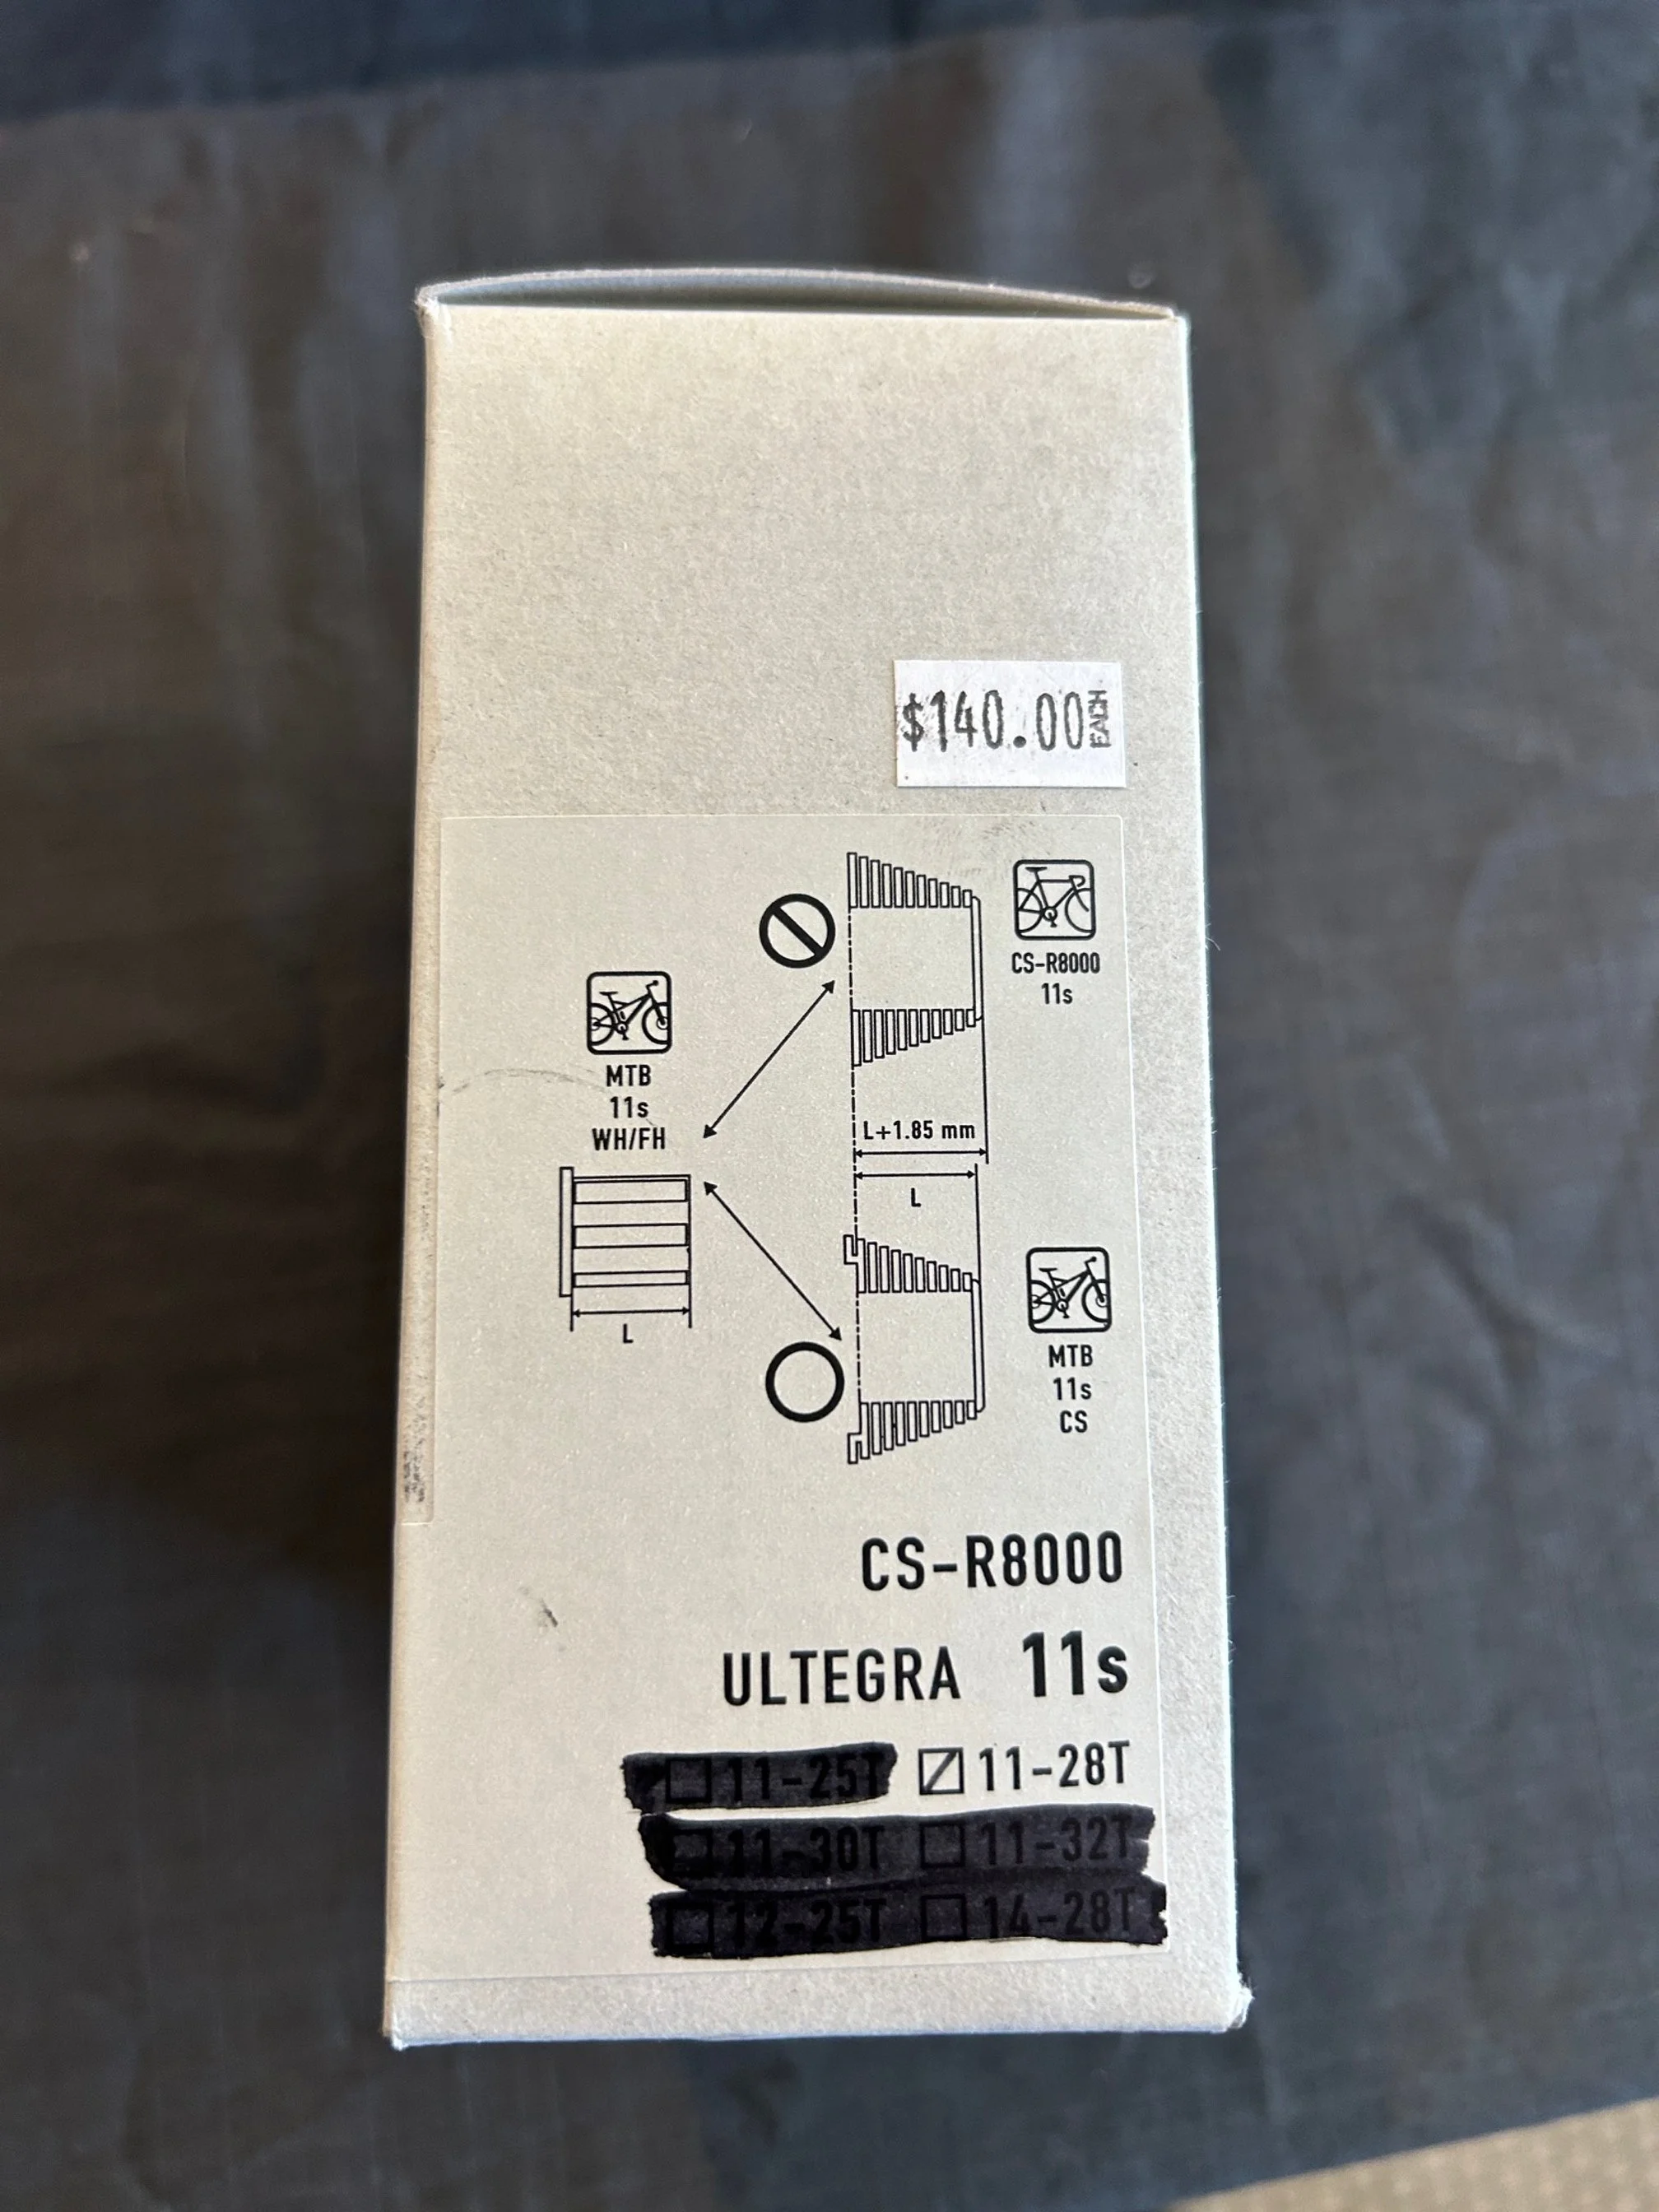 $140.00 EACH
CS-R8000
11s
MTB
11s
WH/FH
L+1.85 mm
L
L
MTB
11s
CS
CS-R8000
ULTEGRA 11s
11-25T 11-28T
11-30T 11-32T
12-25T 14-28T